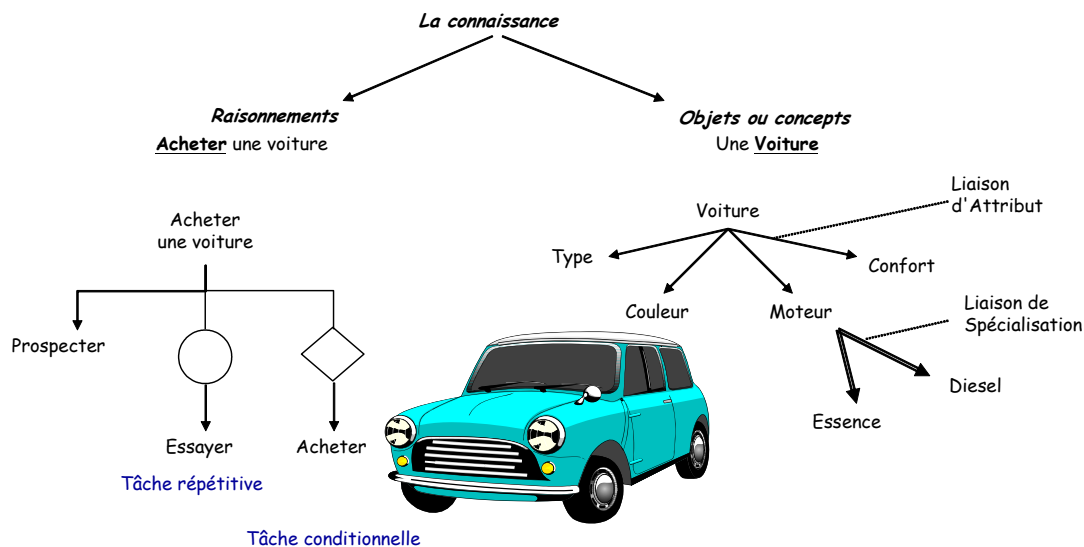 La connaissance
Raisonnements
Acheter une voiture
Objets ou concepts
Une Voiture
Acheter
une voiture
Prospecter
Essayer
Acheter
Tâche répétitive
Tâche conditionnelle
Voiture
Liaison
d'Attribut
Type
Confort
Couleur
Moteur
Liaison de
Spécialisation
Diesel
Essence